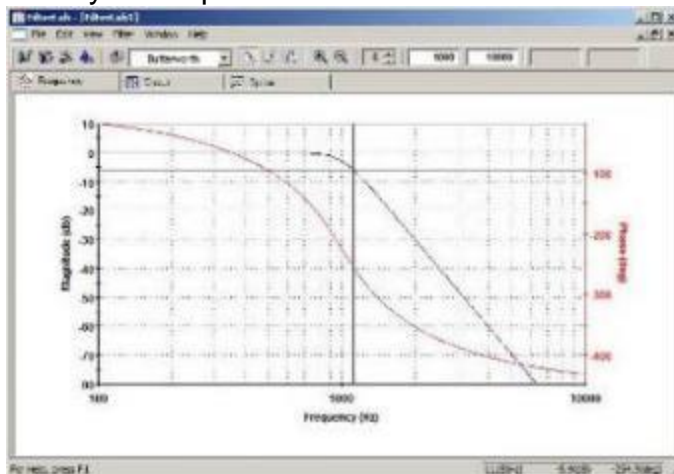 FilterLab - [FilterLab1]
File Edit View Filter Window Help
Butterworth 1000 10000
Frequency Circuit Spice
10
0
-10
-20
-30
-40
-50
-60
-70
-80
Magnitude (db)
-100
-200
-300
-400
Phase (deg)
100 1000 10000
Frequency (Hz)
For Help, press F1